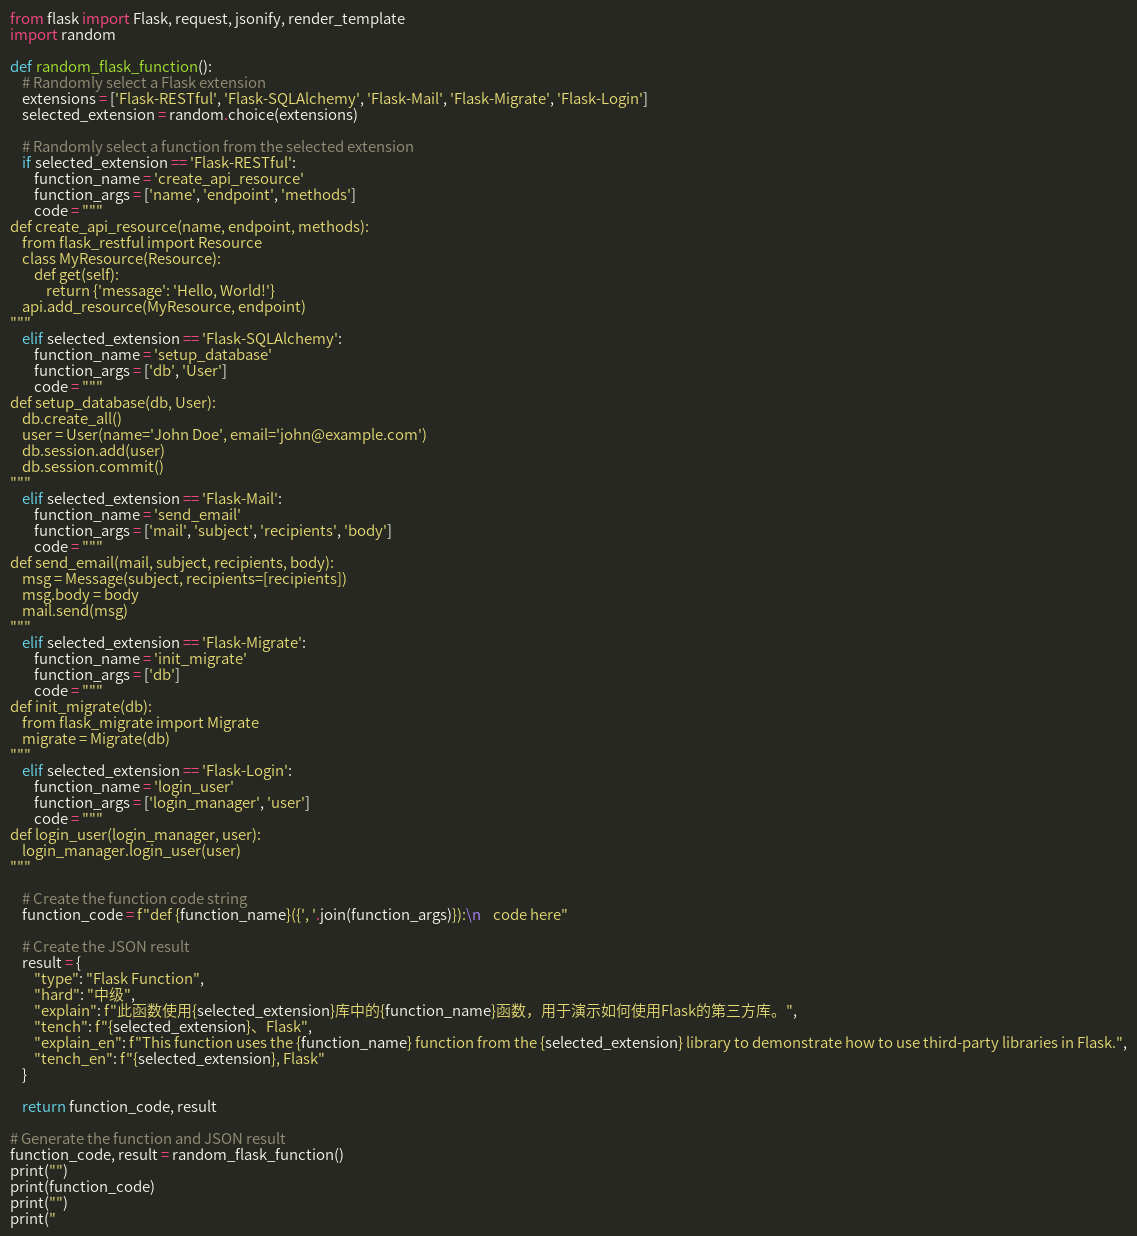 from flask import Flask, request, jsonify, render_template
import random

def random_flask_function():
    # Randomly select a Flask extension
    extensions = ['Flask-RESTful', 'Flask-SQLAlchemy', 'Flask-Mail', 'Flask-Migrate', 'Flask-Login']
    selected_extension = random.choice(extensions)

    # Randomly select a function from the selected extension
    if selected_extension == 'Flask-RESTful':
        function_name = 'create_api_resource'
        function_args = ['name', 'endpoint', 'methods']
        code = """
def create_api_resource(name, endpoint, methods):
    from flask_restful import Resource
    class MyResource(Resource):
        def get(self):
            return {'message': 'Hello, World!'}
    api.add_resource(MyResource, endpoint)
"""
    elif selected_extension == 'Flask-SQLAlchemy':
        function_name = 'setup_database'
        function_args = ['db', 'User']
        code = """
def setup_database(db, User):
    db.create_all()
    user = User(name='John Doe', email='john@example.com')
    db.session.add(user)
    db.session.commit()
"""
    elif selected_extension == 'Flask-Mail':
        function_name = 'send_email'
        function_args = ['mail', 'subject', 'recipients', 'body']
        code = """
def send_email(mail, subject, recipients, body):
    msg = Message(subject, recipients=[recipients])
    msg.body = body
    mail.send(msg)
"""
    elif selected_extension == 'Flask-Migrate':
        function_name = 'init_migrate'
        function_args = ['db']
        code = """
def init_migrate(db):
    from flask_migrate import Migrate
    migrate = Migrate(db)
"""
    elif selected_extension == 'Flask-Login':
        function_name = 'login_user'
        function_args = ['login_manager', 'user']
        code = """
def login_user(login_manager, user):
    login_manager.login_user(user)
"""

    # Create the function code string
    function_code = f"def {function_name}({', '.join(function_args)}):\n    code here"

    # Create the JSON result
    result = {
        "type": "Flask Function",
        "hard": "中级",
        "explain": f"此函数使用{selected_extension}库中的{function_name}函数，用于演示如何使用Flask的第三方库。",
        "tench": f"{selected_extension}、Flask",
        "explain_en": f"This function uses the {function_name} function from the {selected_extension} library to demonstrate how to use third-party libraries in Flask.",
        "tench_en": f"{selected_extension}, Flask"
    }

    return function_code, result

# Generate the function and JSON result
function_code, result = random_flask_function()
print("")
print(function_code)
print("")
print("